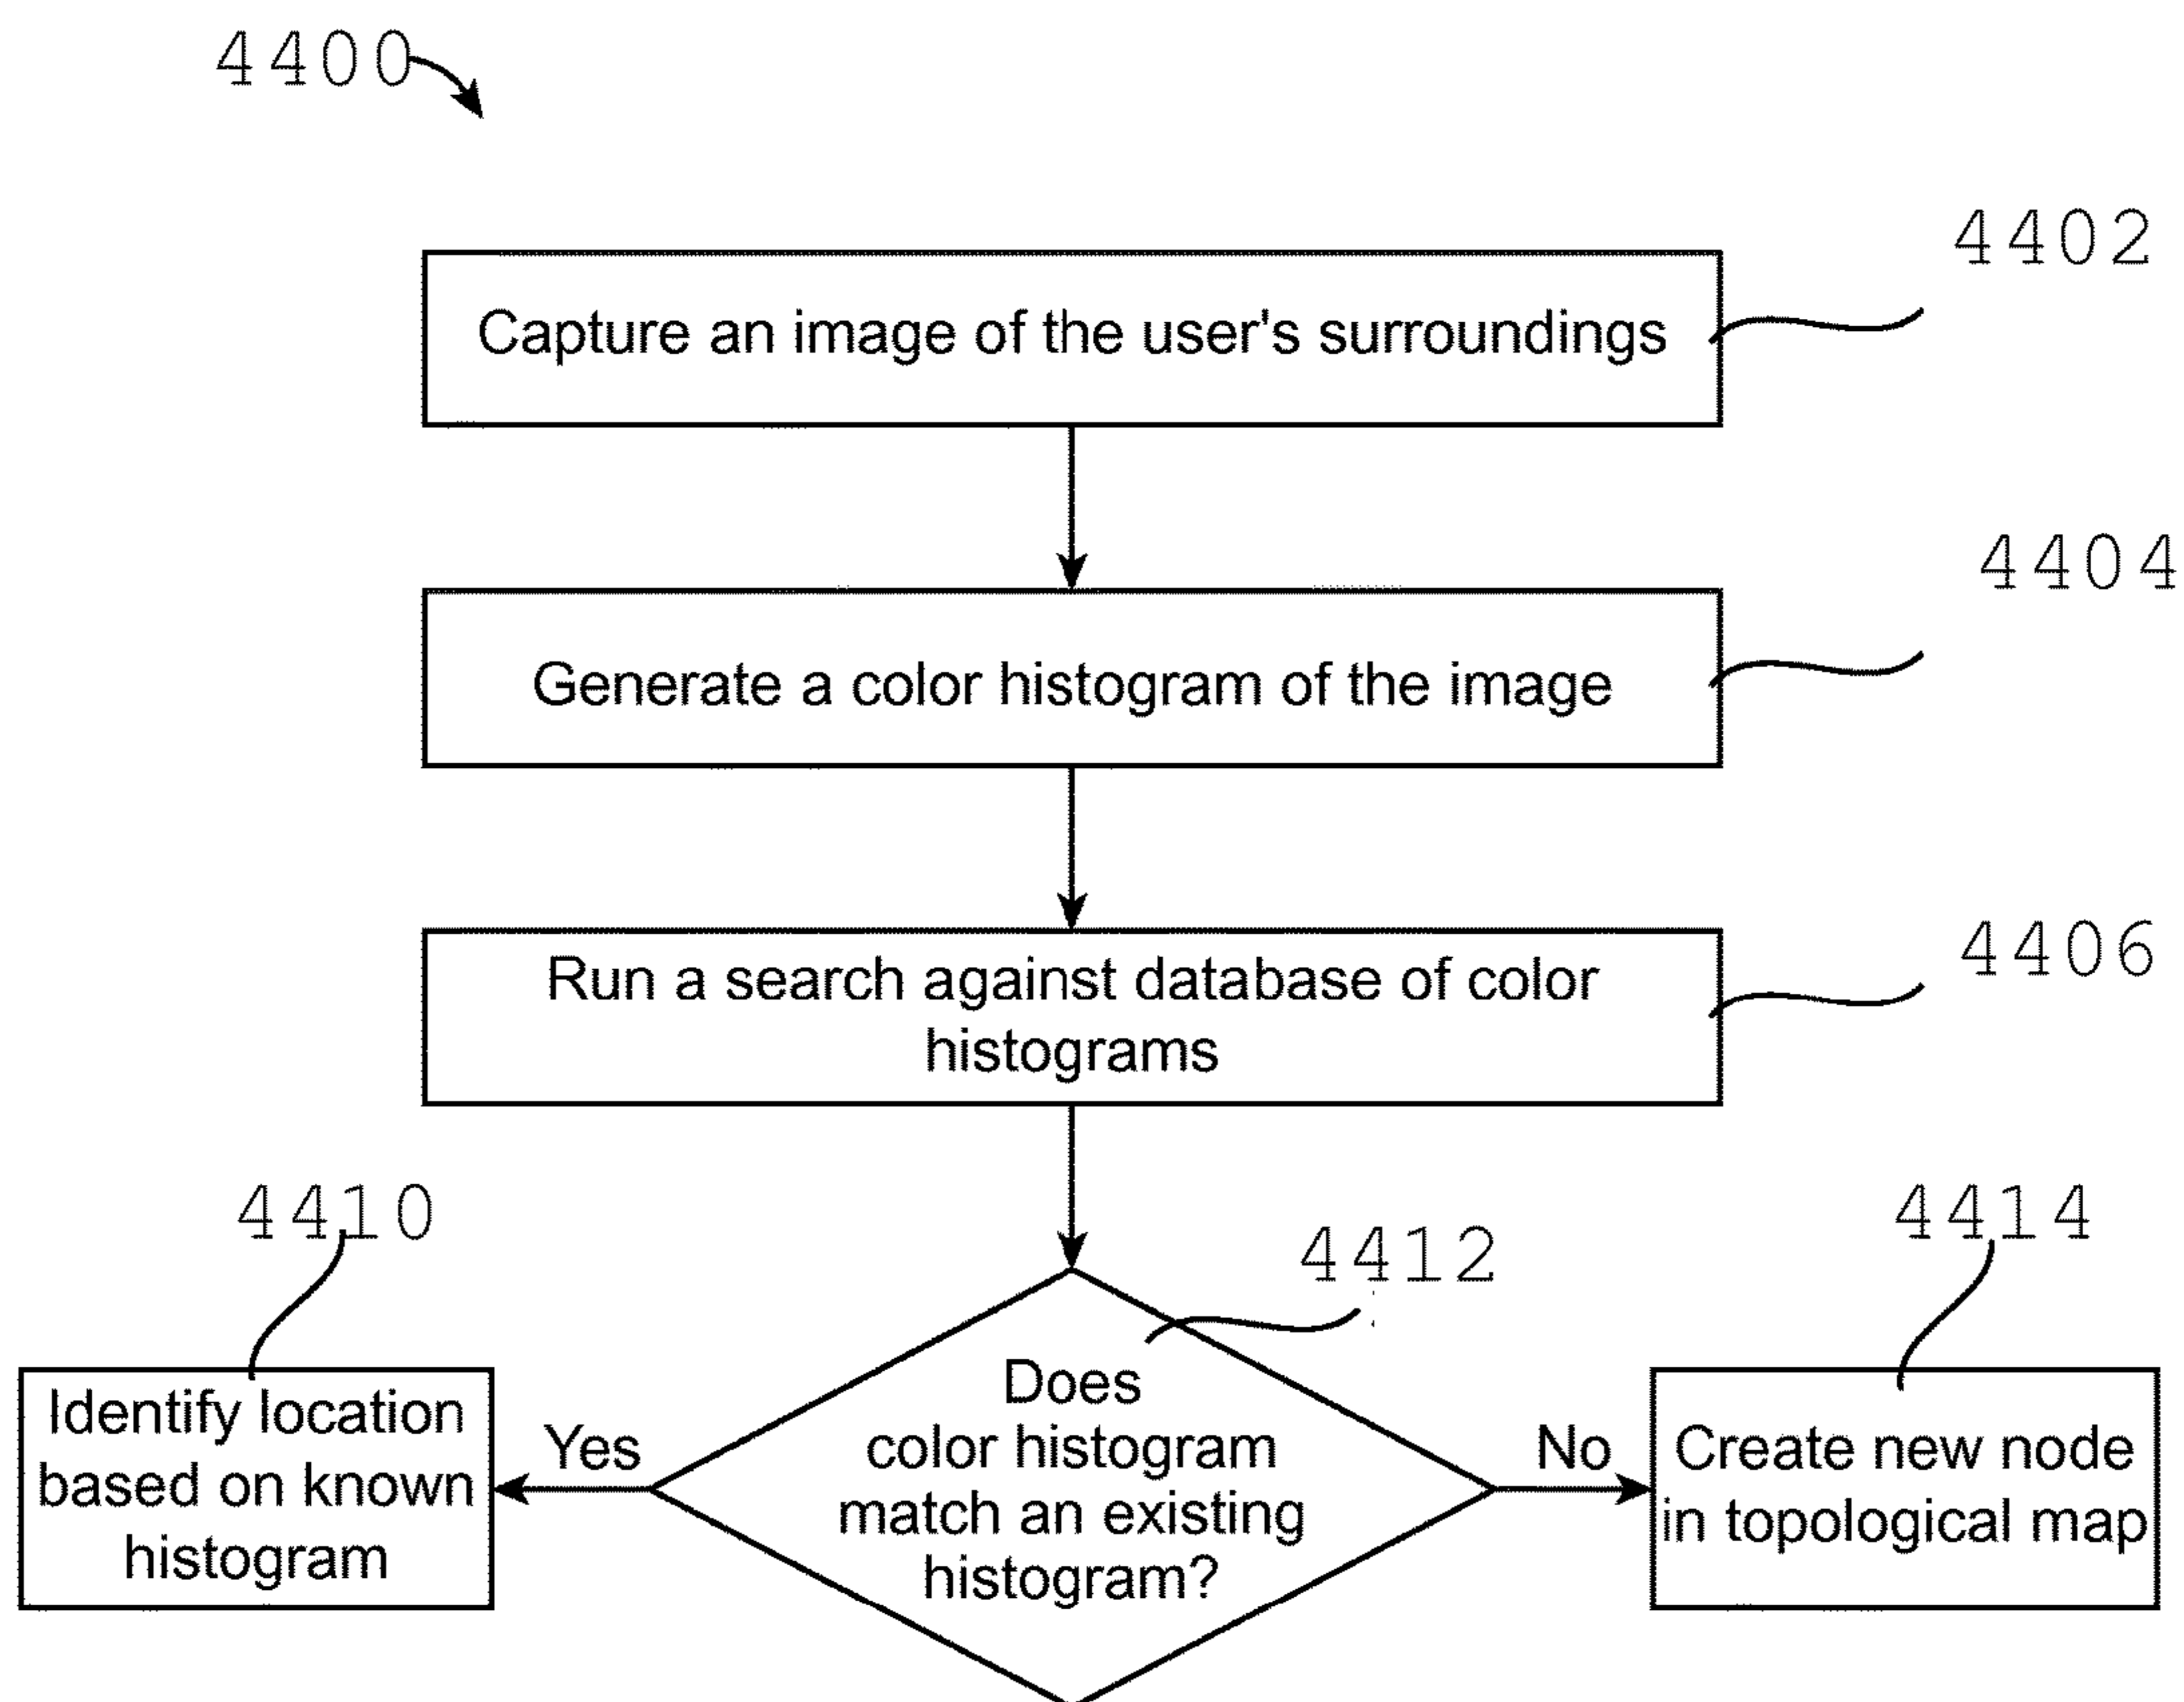 4400
4402
Capture an image of the user's surroundings
4404
Generate a color histogram of the image
4406
Run a search against database of color
histograms
4410
4412
4414
Identify location
based on known
histogram
Yes
Does
color histogram
match an existing
histogram?
No
Create new node
in topological map